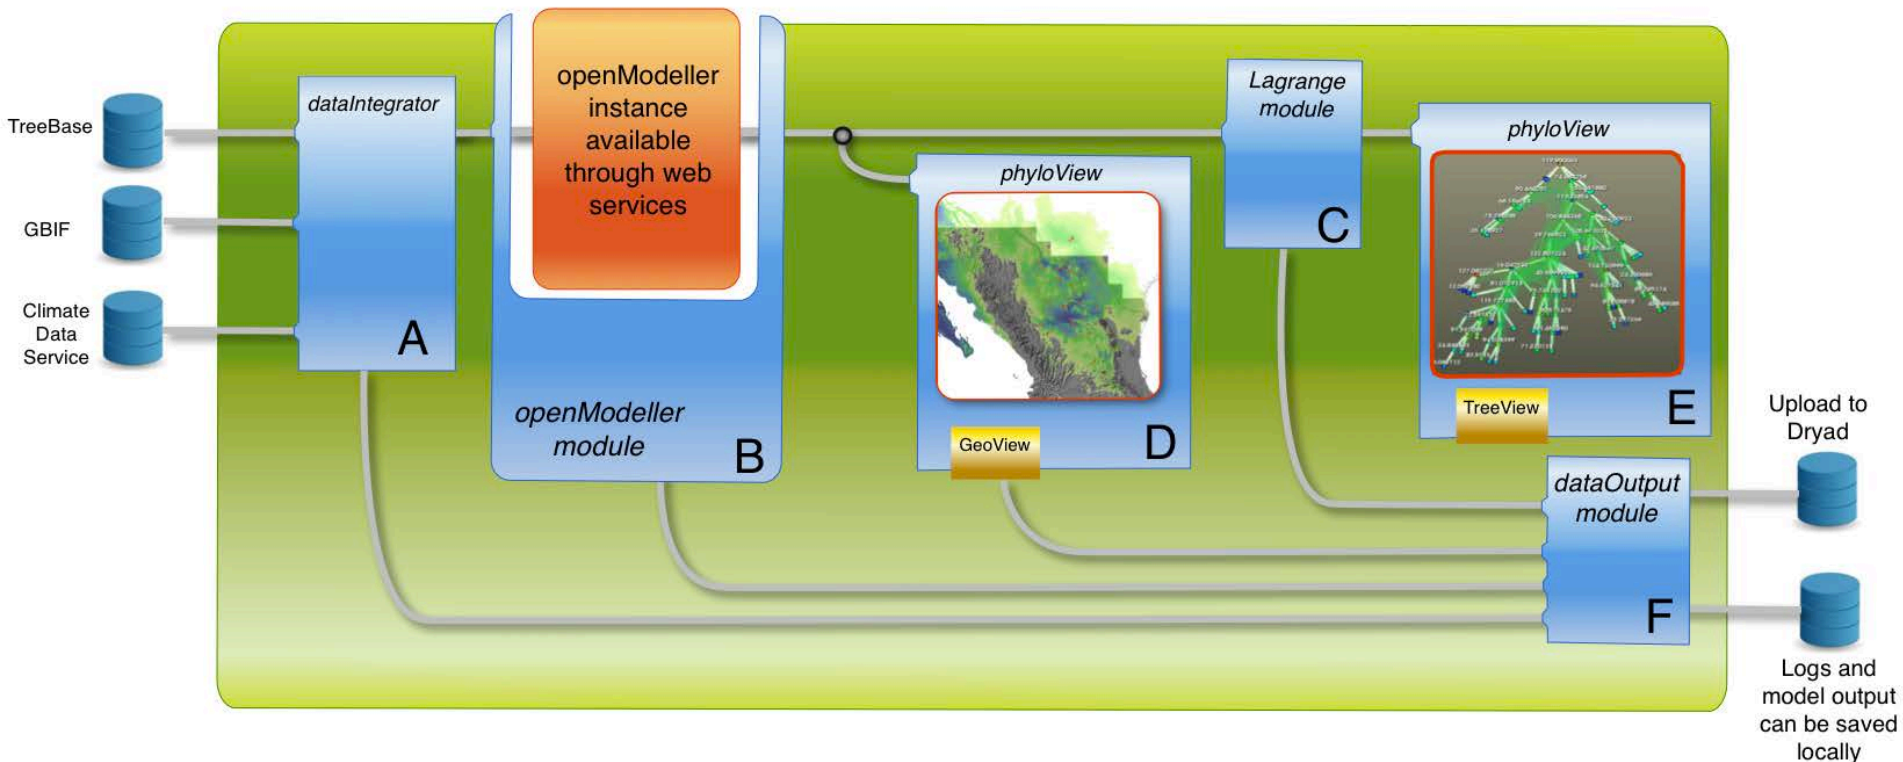 TreeBase
GBIF
Climate
Data
Service
dataIntegrator
A
openModeller
instance
available
through web
services
openModeller
module
B
phyloView
GeoView
D
Lagrange
module
C
phyloView
TreeView
E
dataOutput
module
F
Upload to
Dryad
Logs and
model output
can be saved
locally